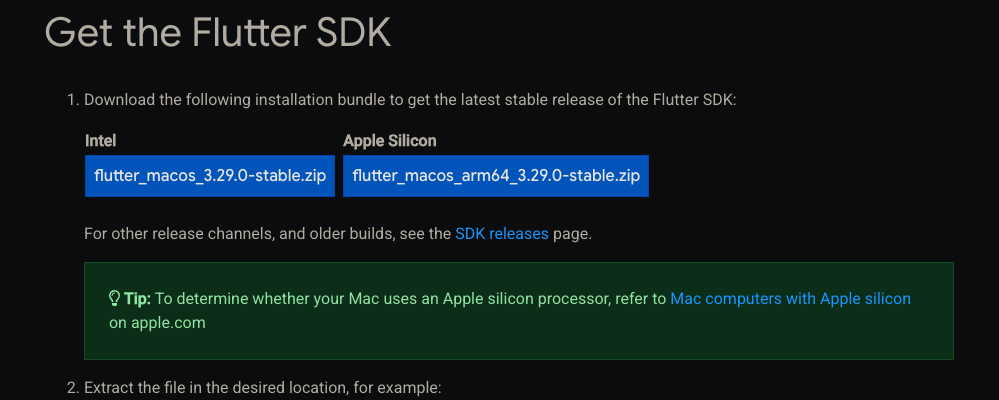 Get the Flutter SDK
1. Download the following installation bundle to get the latest stable release of the Flutter SDK:
Intel Apple Silicon
flutter_macos_3.29.0-stable.zip flutter_macos_arm64_3.29.0-stable.zip
For other release channels, and older builds, see the SDK releases page.
Tip: To determine whether your Mac uses an Apple silicon processor, refer to Mac computers with Apple silicon
on apple.com
2. Extract the file in the desired location, for example: